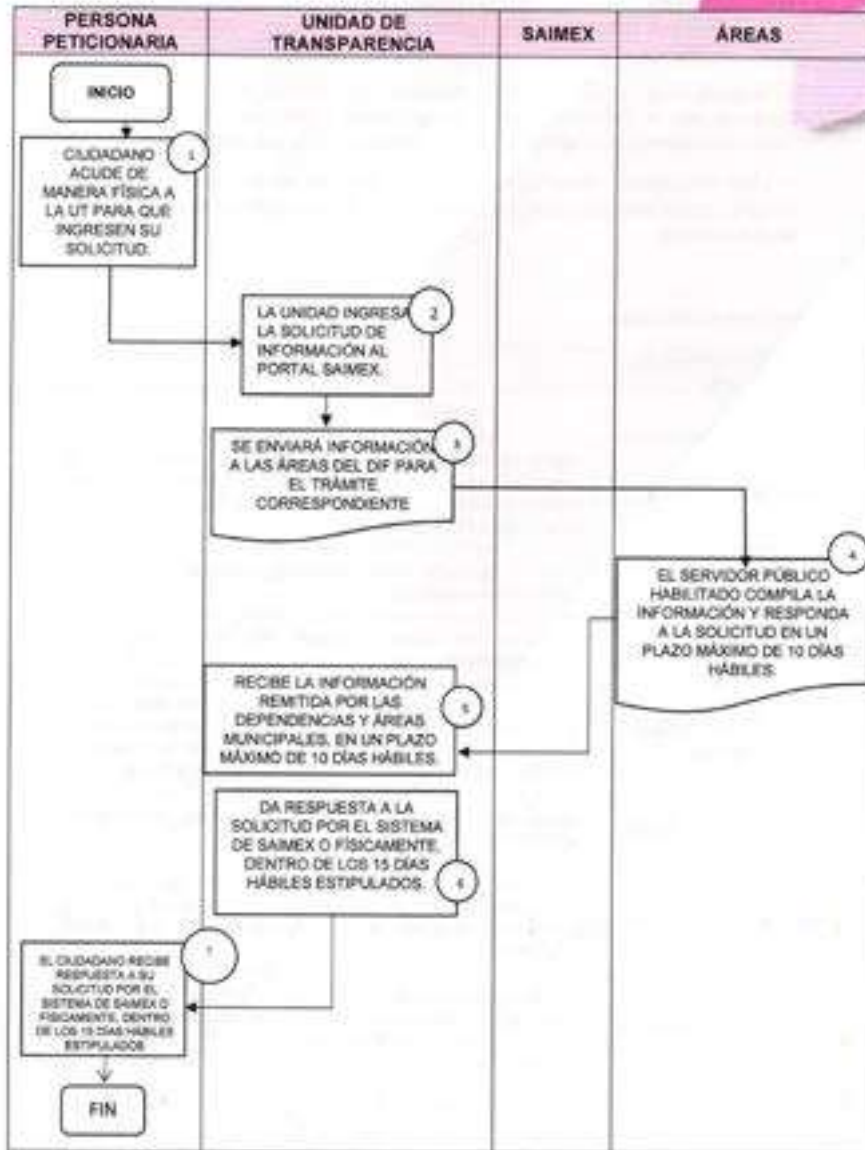 PERSONA
PETICIONARIA
UNIDAD DE
TRANSPARENCIA
SAIMEX
ÁREAS
INICIO
1
CIUDADANO
ACUDE DE
MANERA FÍSICA A
LA UT PARA QUE
INGRESEN SU
SOLICITUD.
2
LA UNIDAD INGRESA
LA SOLICITUD DE
INFORMACIÓN AL
PORTAL SAIMEX.
3
SE ENVIARÁ INFORMACIÓN
A LAS ÁREAS DEL DIF PARA
EL TRÁMITE
CORRESPONDIENTE
4
EL SERVIDOR PÚBLICO
HABILITADO COMPILA LA
INFORMACIÓN Y RESPONDA
A LA SOLICITUD EN UN
PLAZO MÁXIMO DE 10 DÍAS
HÁBILES.
RECIBE LA INFORMACIÓN
REMITIDA POR LAS
DEPENDENCIAS Y ÁREAS
MUNICIPALES, EN UN PLAZO
MÁXIMO DE 10 DÍAS HÁBILES.
5
DA RESPUESTA A LA
SOLICITUD POR EL SISTEMA
DE SAIMEX O FÍSICAMENTE,
DENTRO DE LOS 15 DÍAS
HÁBILES ESTIPULADOS.
6
7
EL CIUDADANO RECIBE
RESPUESTA A SU
SOLICITUD POR EL
SISTEMA DE SAIMEX O
FÍSICAMENTE, DENTRO
DE LOS 15 DÍAS HÁBILES
ESTIPULADOS
FIN